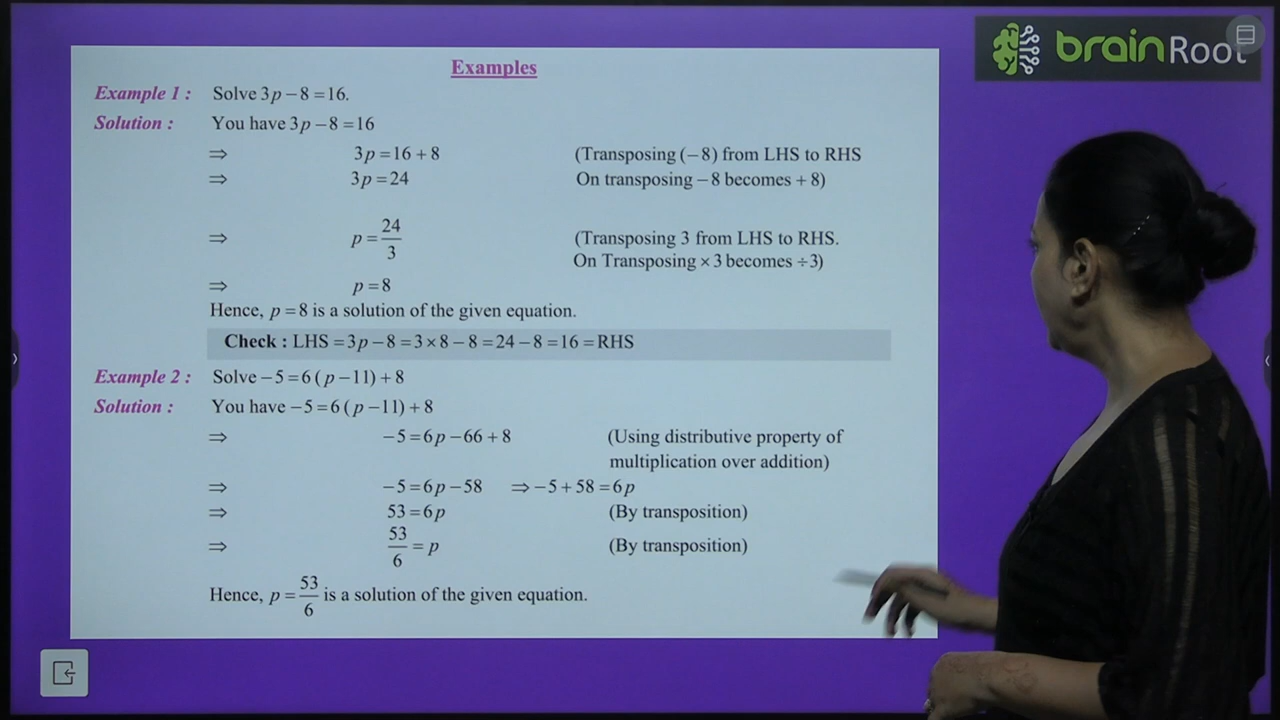 brainRoot
Examples
Example 1 : Solve 3p – 8 = 16.
Solution : You have 3p – 8 = 16
⇒ 3p = 16 + 8 (Transposing (– 8) from LHS to RHS
⇒ 3p = 24 On transposing – 8 becomes + 8)
⇒ p = 24/3 (Transposing 3 from LHS to RHS.
On Transposing × 3 becomes ÷ 3)
⇒ p = 8
Hence, p = 8 is a solution of the given equation.
Check : LHS = 3p – 8 = 3 × 8 – 8 = 24 – 8 = 16 = RHS
Example 2 : Solve – 5 = 6 ( p – 11) + 8
Solution : You have – 5 = 6 ( p – 11) + 8
⇒ – 5 = 6p – 66 + 8 (Using distributive property of
multiplication over addition)
⇒ – 5 = 6p – 58 ⇒ – 5 + 58 = 6p
⇒ 53 = 6p (By transposition)
⇒ 53/6 = p (By transposition)
Hence, p = 53/6 is a solution of the given equation.